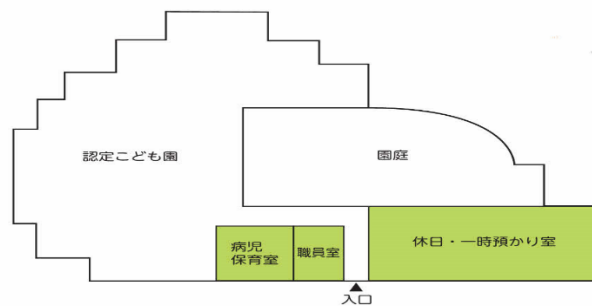 認定こども園
園庭
病児
保育室
職員室
休日・一時預かり室
▲
入口